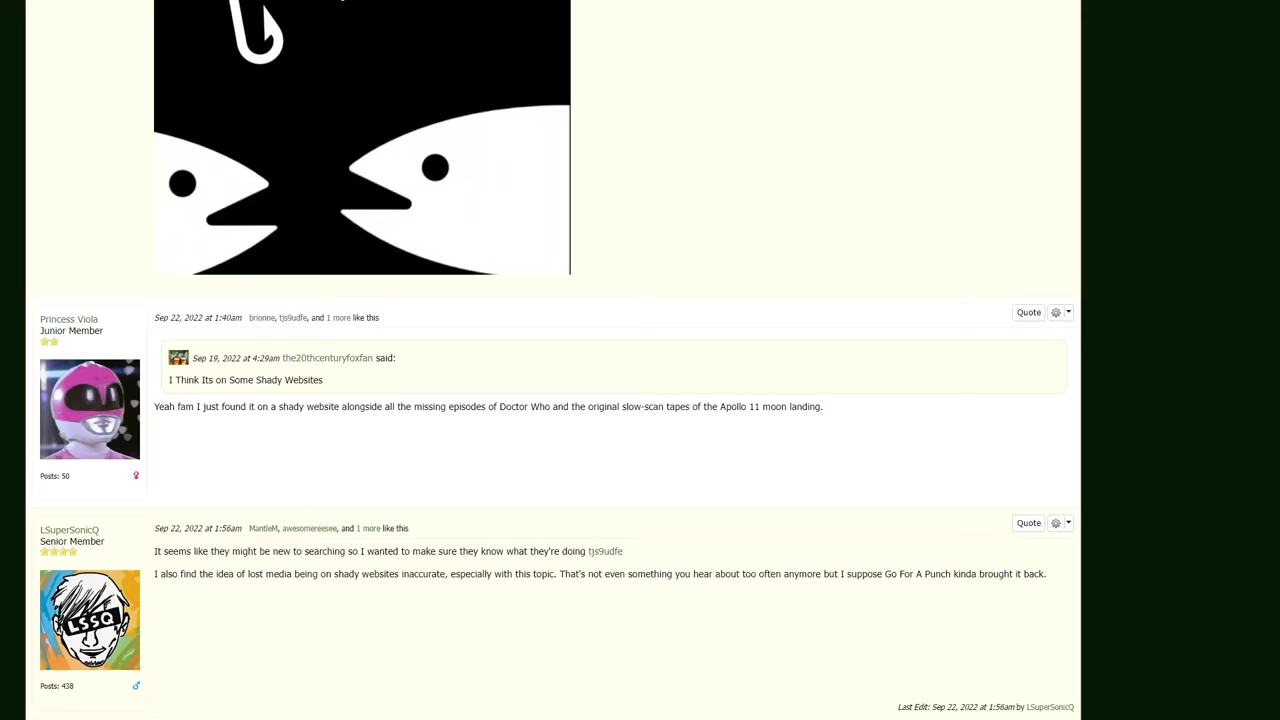 Princess Viola
Junior Member
Sep 22, 2022 at 1:40am brionne, tjs9udfe, and 1 more like this
Quote
Sep 19, 2022 at 4:29am the20thcenturyfoxfan said:
I Think Its on Some Shady Websites
Yeah fam I just found it on a shady website alongside all the missing episodes of Doctor Who and the original slow-scan tapes of the Apollo 11 moon landing.
Posts: 50
LSuperSonicQ
Senior Member
Sep 22, 2022 at 1:56am MantleM, awesomereesee, and 1 more like this
Quote
It seems like they might be new to searching so I wanted to make sure they know what they're doing tjs9udfe
I also find the idea of lost media being on shady websites inaccurate, especially with this topic. That's not even something you hear about too often anymore but I suppose Go For A Punch kinda brought it back.
LSSQ
Posts: 438
Last Edit: Sep 22, 2022 at 1:56am by LSuperSonicQ